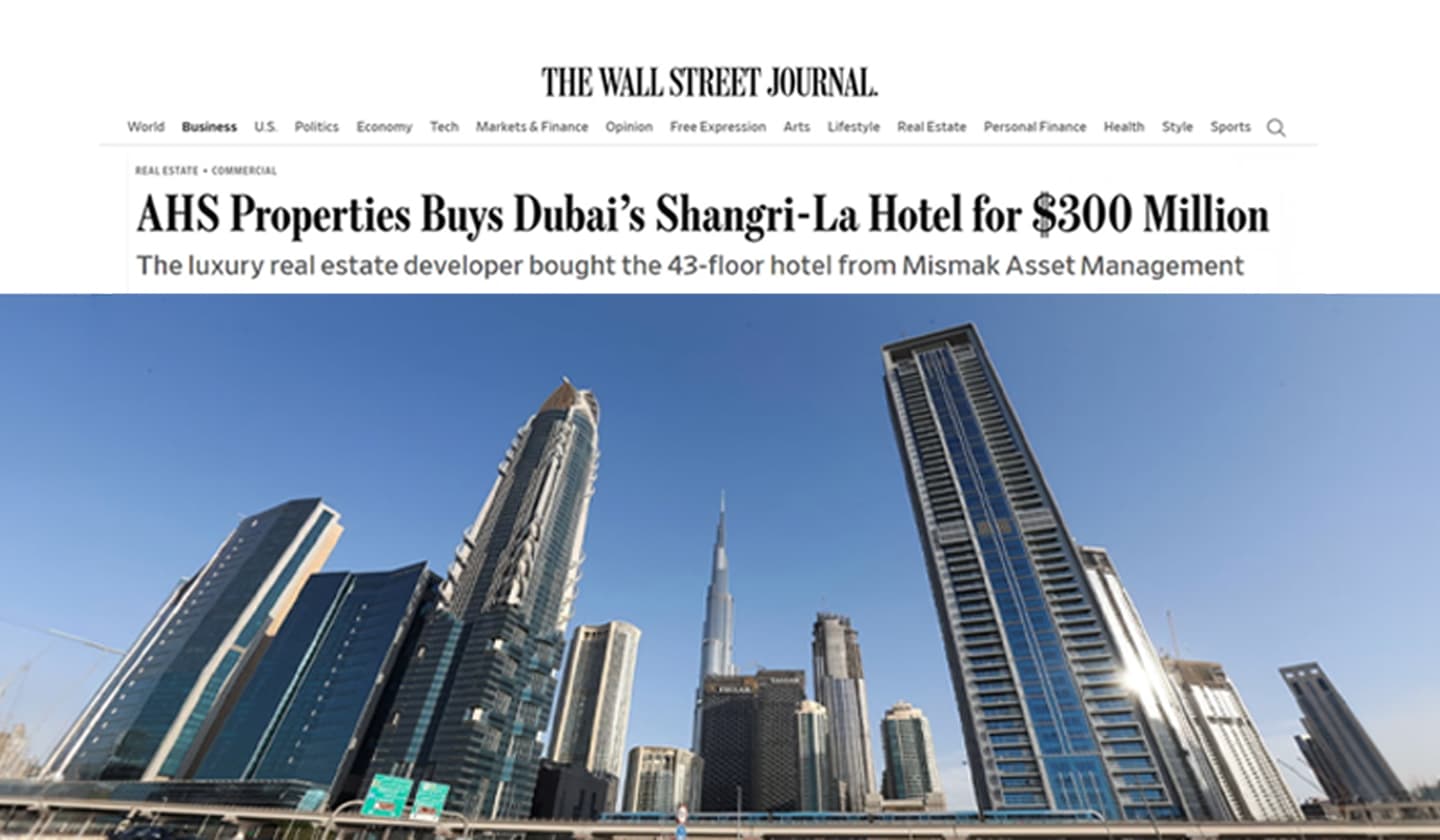 THE WALL STREET JOURNAL.
World Business U.S. Politics Economy Tech Markets & Finance Opinion Free Expression Arts Lifestyle Real Estate Personal Finance Health Style Sports
REAL ESTATE • COMMERCIAL
AHS Properties Buys Dubai’s Shangri-La Hotel for $300 Million
The luxury real estate developer bought the 43-floor hotel from Mismak Asset Management